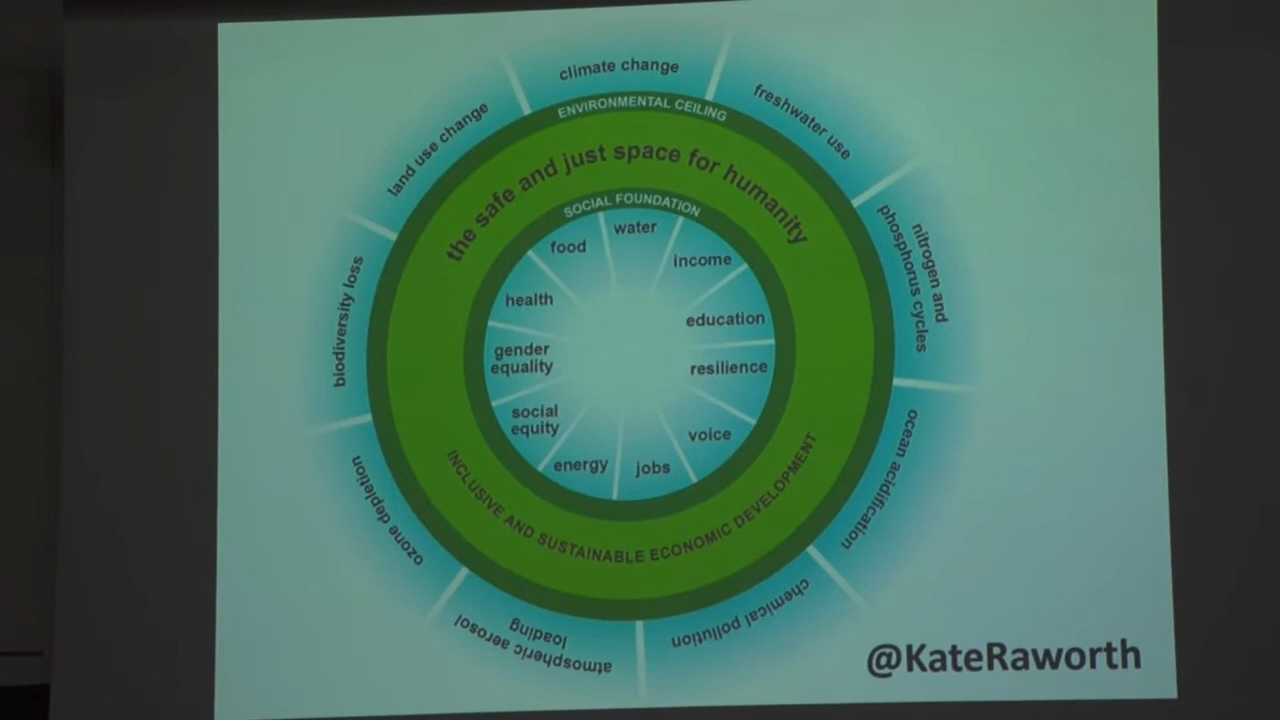 climate change
freshwater use
nitrogen and
phosphorus cycles
ocean acidification
chemical pollution
atmospheric aerosol
loading
ozone depletion
biodiversity loss
land use change
ENVIRONMENTAL CEILING
the safe and just space for humanity
SOCIAL FOUNDATION
water
income
education
resilience
voice
jobs
energy
social
equity
gender
equality
health
food
INCLUSIVE AND SUSTAINABLE ECONOMIC DEVELOPMENT
@KateRaworth